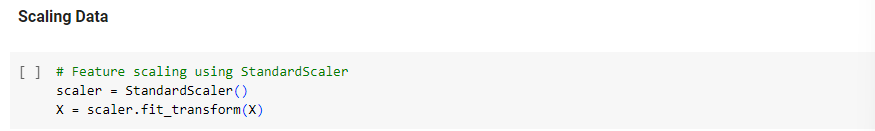 Scaling Data
[ ] # Feature scaling using StandardScaler
scaler = StandardScaler()
X = scaler.fit_transform(X)